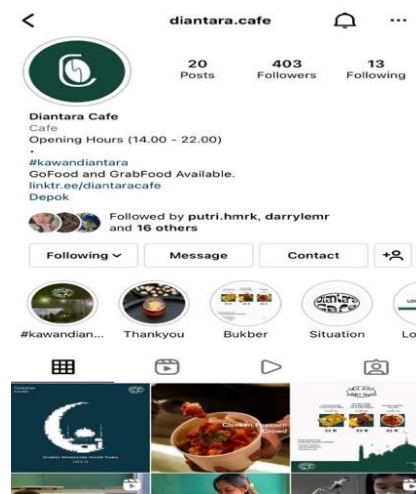 diantara.cafe
20 403 13
Posts Followers Following
Diantara Cafe
Cafe
Opening Hours (14.00 - 22.00)
.
#kawandiantara
GoFood and GrabFood Available.
linktr.ee/diantaracafe
Depok
Followed by putri.hmrk, darrylemr
and 16 others
Following Message Contact
#kawandian... Thankyou Bukber Situation Lo
Chicken Popcorn